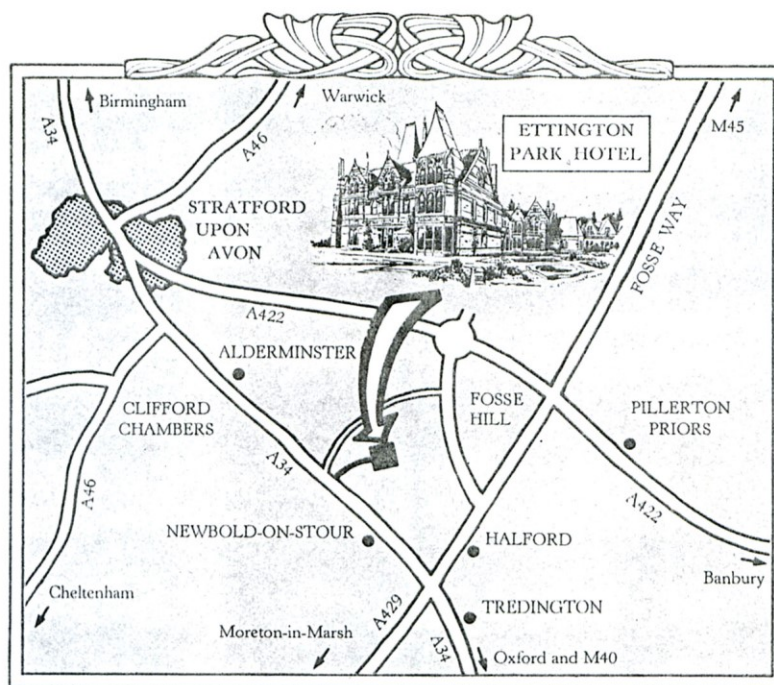 Birmingham
Warwick
A34
A46
ETTINGTON
PARK HOTEL
M45
STRATFORD
UPON
AVON
FOSSE WAY
A422
ALDERMINSTER
CLIFFORD
CHAMBERS
FOSSE
HILL
PILLERTON
PRIORS
A34
A46
A422
NEWBOLD-ON-STOUR
HALFORD
Banbury
Cheltenham
A429
TREDINGTON
Moreton-in-Marsh
A34
Oxford and M40